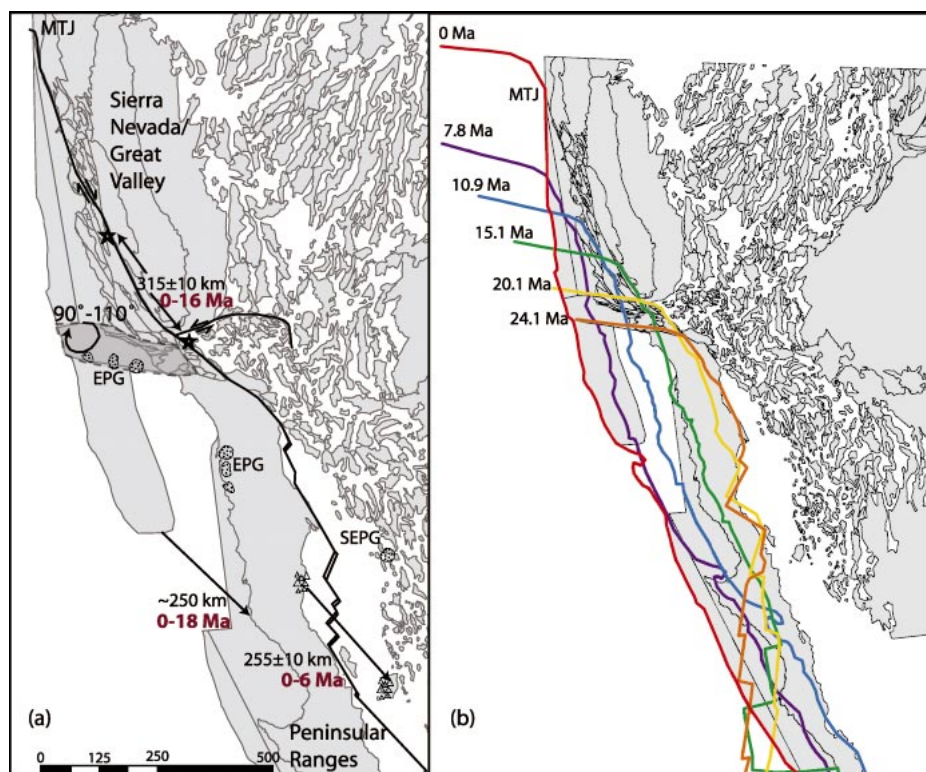 MTJ
Sierra
Nevada/
Great
Valley
315±10 km
0-16 Ma
90°-110°
EPG
EPG
SEPG
~250 km
0-18 Ma
255±10 km
0-6 Ma
(a)
Peninsular
Ranges
0 125 250 500
0 Ma
MTJ
7.8 Ma
10.9 Ma
15.1 Ma
20.1 Ma
24.1 Ma
(b)